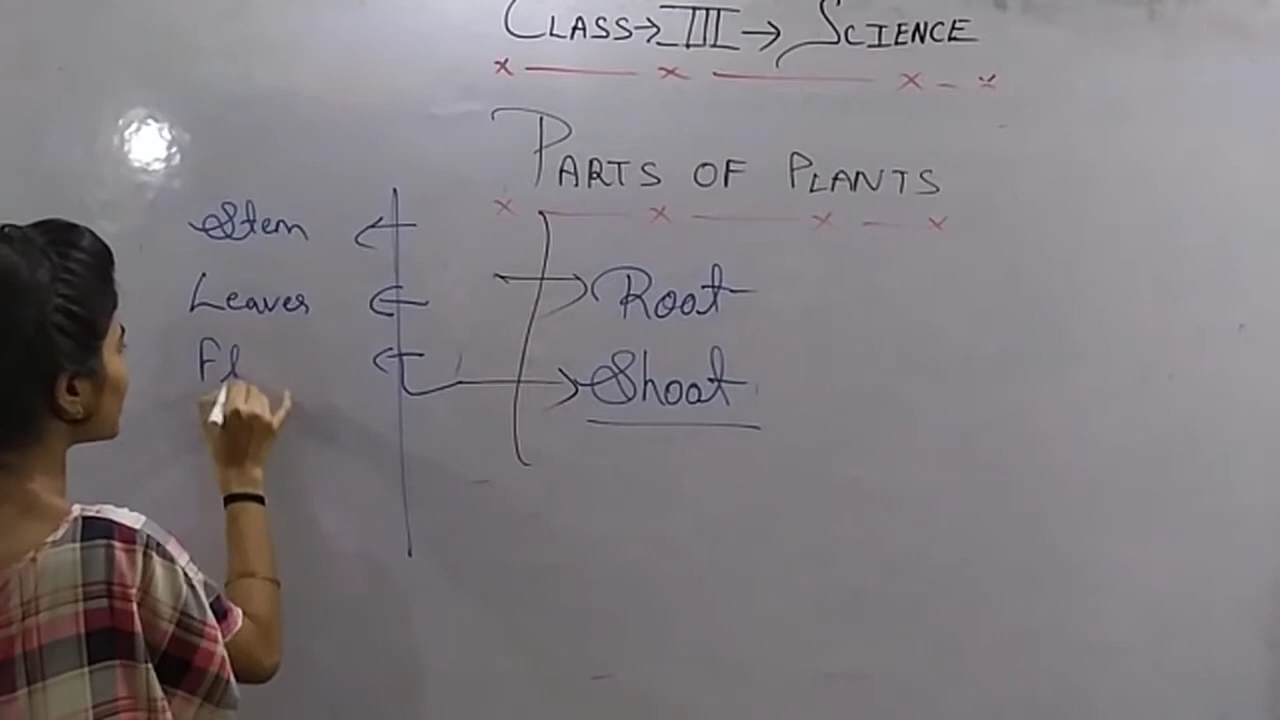 CLASS→III→SCIENCE
PARTS OF PLANTS
Stem
Leaves
Fl
Root
Shoot